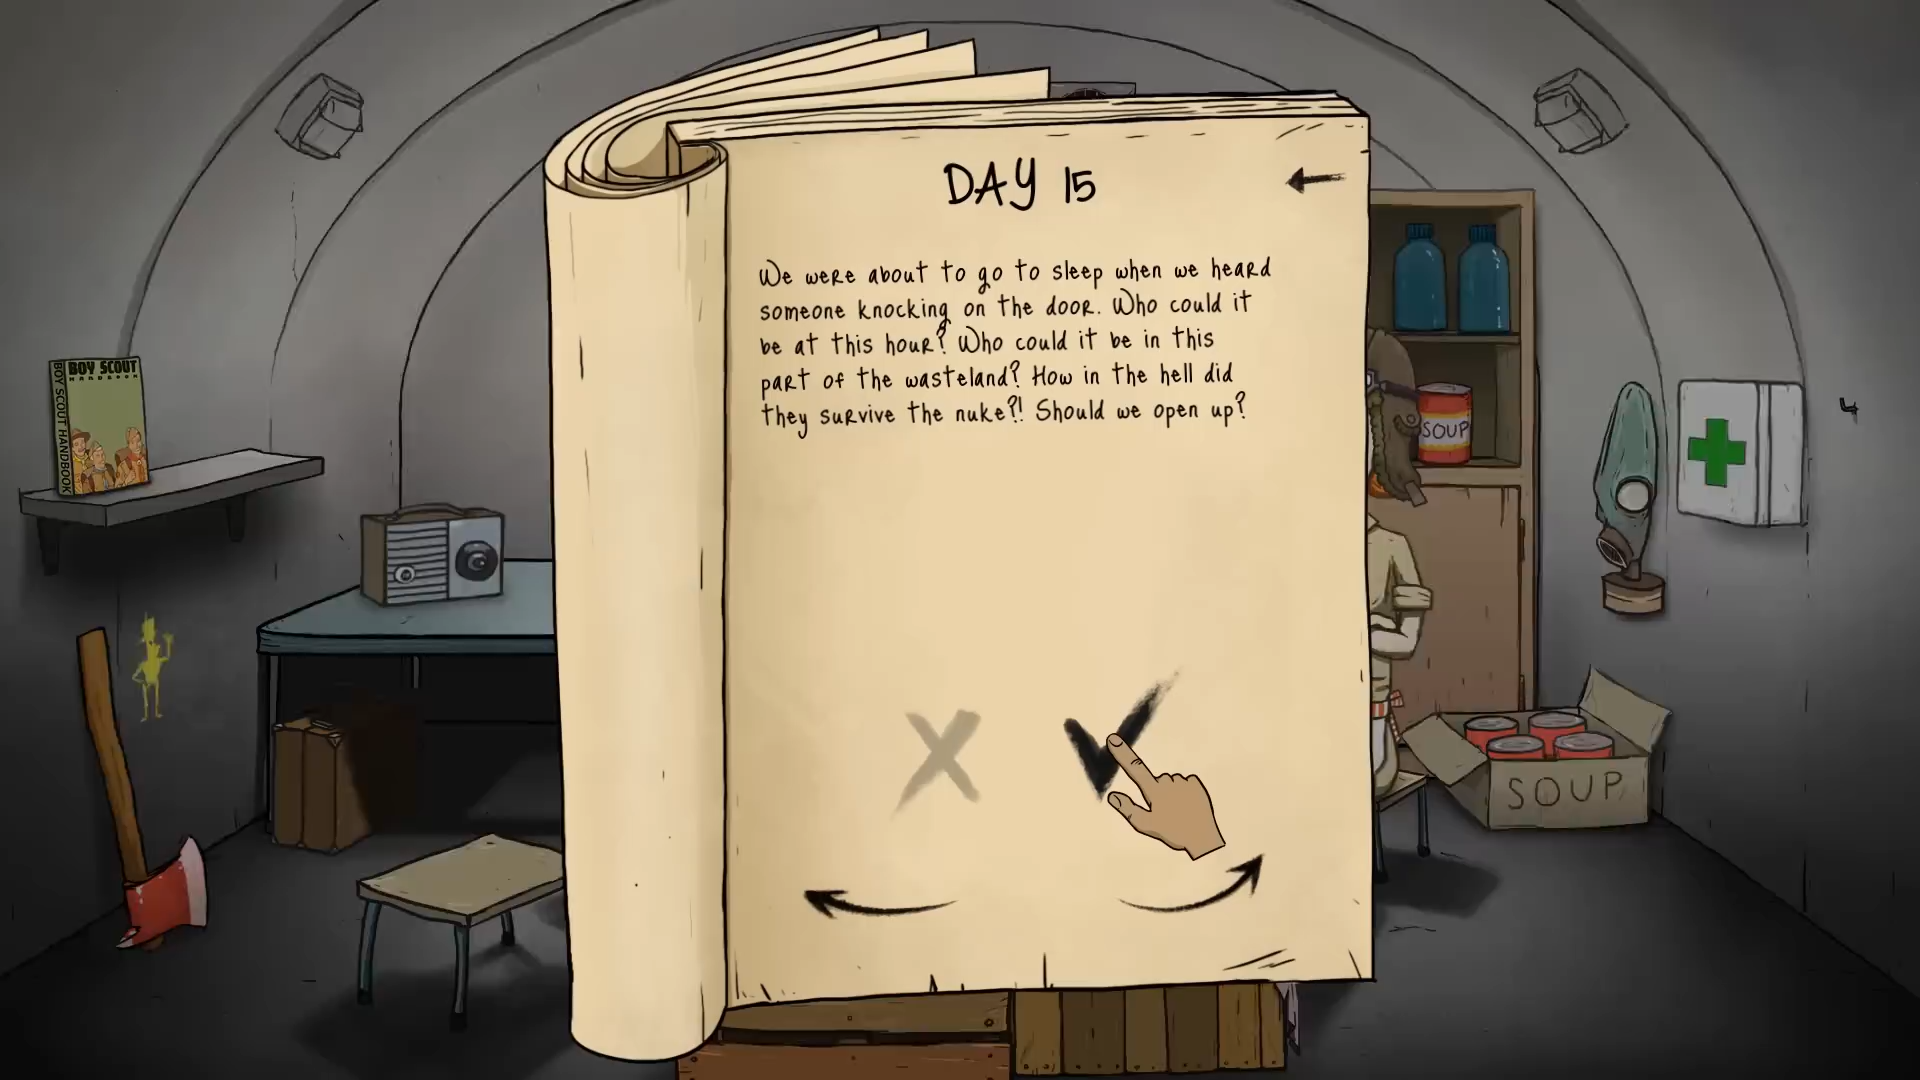 DAY 15
We were about to go to sleep when we heard
someone knocking on the door. Who could it
be at this hour? Who could it be in this
part of the wasteland? How in the hell did
they survive the nuke?! Should we open up?
BOY SCOUT
HANDBOOK
BOY SCOUT HANDBOOK
SOUP
SOUP